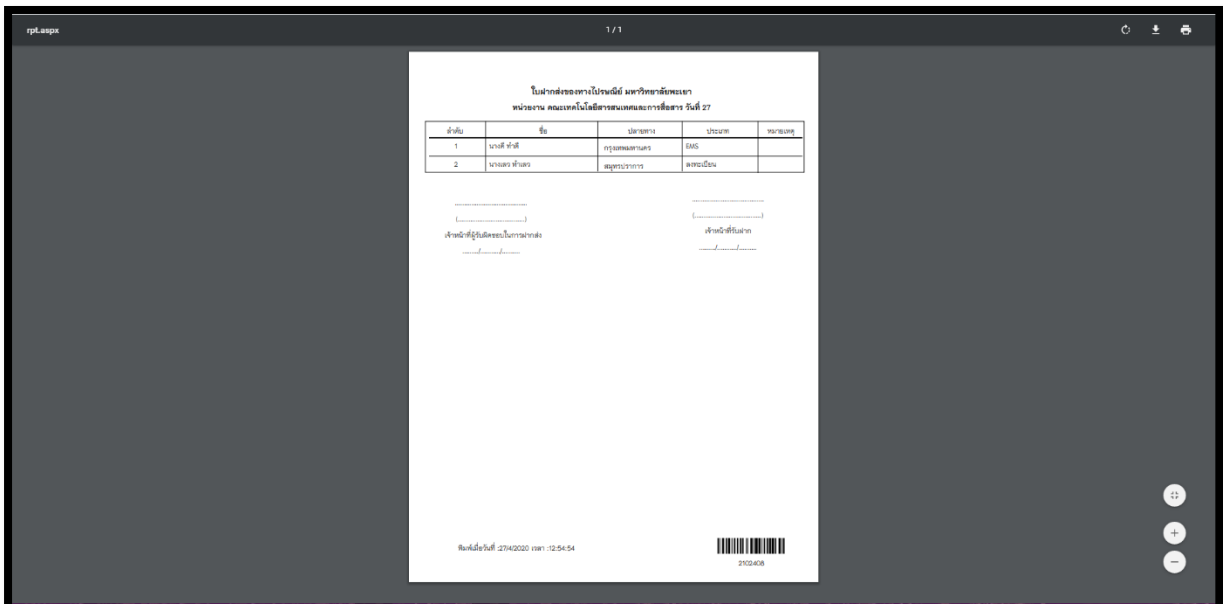 rpt.aspx
1 / 1
ใบฝากส่งของทางไปรษณีย์ มหาวิทยาลัยพะเยา
หน่วยงาน คณะเทคโนโลยีสารสนเทศและการสื่อสาร วันที่ 27
ลำดับ ชื่อ ปลายทาง ประเภท หมายเหตุ
1 นางดี ทำดี กรุงเทพมหานคร EMS
2 นางเลว ทำเลว สมุทรปราการ ลงทะเบียน
(....................................) (....................................)
เจ้าหน้าที่ผู้รับผิดชอบในการฝากส่ง เจ้าหน้าที่รับฝาก
........./........../.......... ........./........../..........
พิมพ์เมื่อวันที่ :27/4/2020 เวลา :12:54:54
2102408